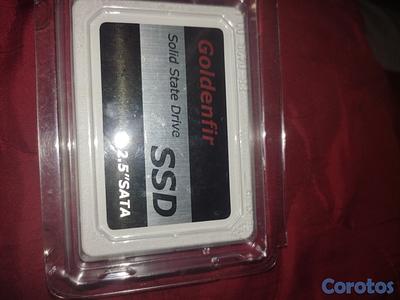 Goldenfir
Solid State Drive
SSD
2.5"SATA
Corotos